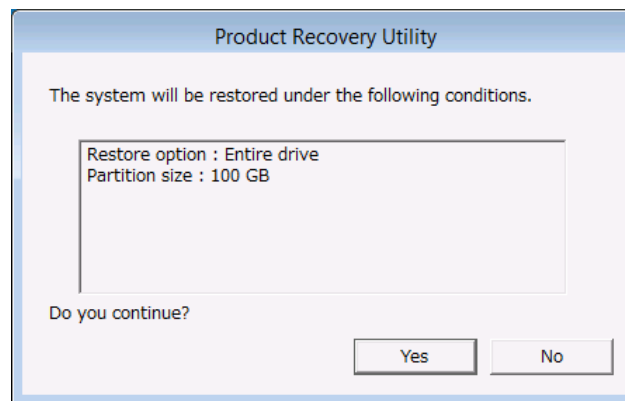 Product Recovery Utility
The system will be restored under the following conditions.
Restore option : Entire drive
Partition size : 100 GB
Do you continue?
Yes
No